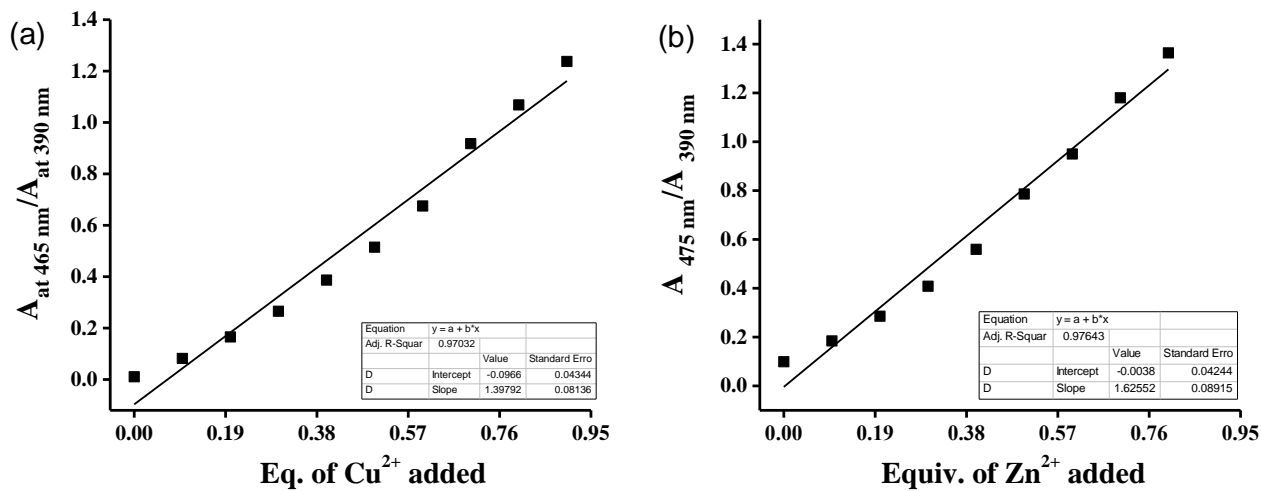 (a)
1.4
1.2
1.0
0.8
0.6
0.4
0.2
0.0
A at 465 nm/A at 390 nm
0.00 0.19 0.38 0.57 0.76 0.95
Eq. of Cu2+ added
Equation y = a + b*x
Adj. R-Squar 0.97032
Value Standard Erro
D Intercept -0.0966 0.04344
D Slope 1.39792 0.08136
(b)
1.4
1.2
1.0
0.8
0.6
0.4
0.2
0.0
A 475 nm/A 390 nm
0.00 0.19 0.38 0.57 0.76 0.95
Equiv. of Zn2+ added
Equation y = a + b*x
Adj. R-Squar 0.97643
Value Standard Erro
D Intercept -0.0038 0.04244
D Slope 1.62552 0.08915